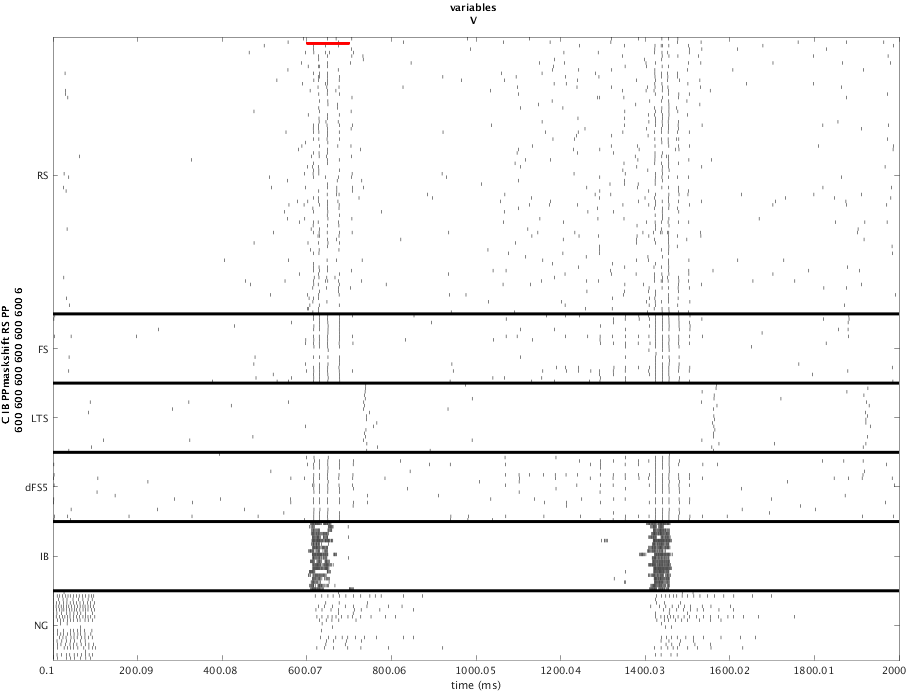 variables
V
C IB PPmaskshift RS PP
600 600 600 600 600 600 600 6
RS
FS
LTS
dFS5
IB
NG
0.1
200.09
400.08
600.07
800.06
1000.05
1200.04
1400.03
1600.02
1800.01
2000
time (ms)